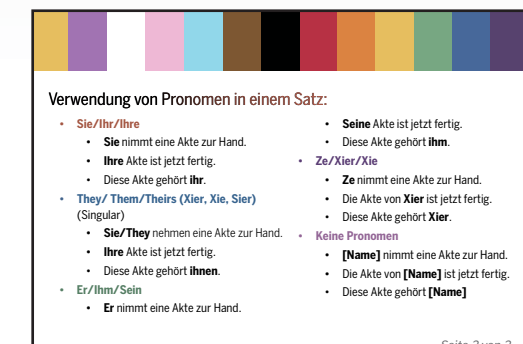 Verwendung von Pronomen in einem Satz:
• Sie/Ihr/Ihre
• Sie nimmt eine Akte zur Hand.
• Ihre Akte ist jetzt fertig.
• Diese Akte gehört ihr.
• They/ Them/Theirs (Xier, Xie, Sier)
(Singular)
• Sie/They nehmen eine Akte zur Hand.
• Ihre Akte ist jetzt fertig.
• Diese Akte gehört ihnen.
• Er/Ihm/Sein
• Er nimmt eine Akte zur Hand.
• Seine Akte ist jetzt fertig.
• Diese Akte gehört ihm.
• Ze/Xier/Xie
• Ze nimmt eine Akte zur Hand.
• Die Akte von Xier ist jetzt fertig.
• Diese Akte gehört Xier.
• Keine Pronomen
• [Name] nimmt eine Akte zur Hand.
• Die Akte von [Name] ist jetzt fertig.
• Diese Akte gehört [Name]
Seite 2 von 2